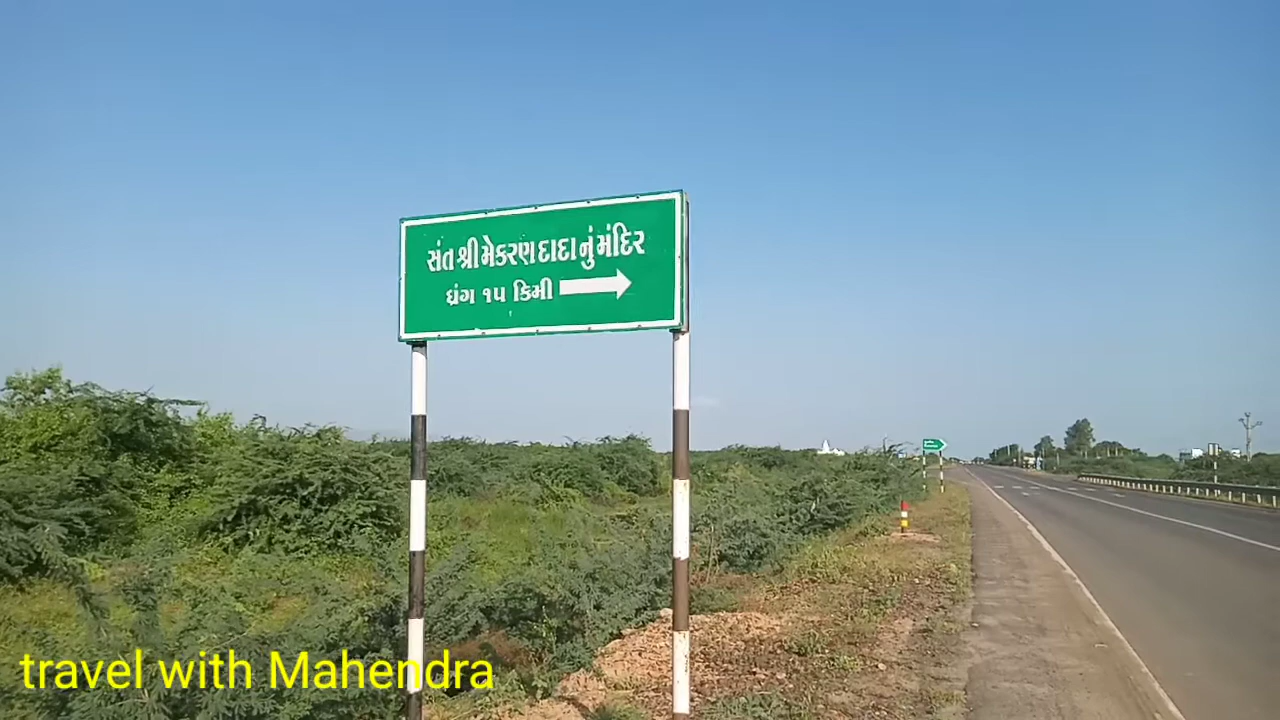 સંત શ્રી મેકરણ દાદા નું મંદિર
ધ્રંગ ૧૫ કિમી
travel with Mahendra